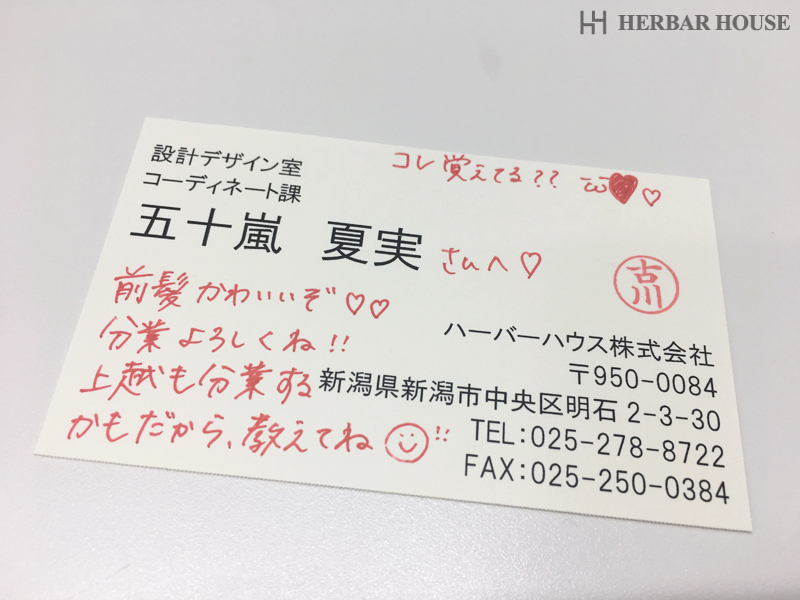 HERBAR HOUSE
コレ覚えてる??
設計デザイン室
コーディネート課
五十嵐 夏実 さんへ♡
古川
前髪かわいいぞ♡♡
分業よろしくね!!
上越も分業する
かもだから、教えてね!!
ハーバーハウス株式会社
〒950-0084
新潟県新潟市中央区明石 2-3-30
TEL:025-278-8722
FAX:025-250-0384